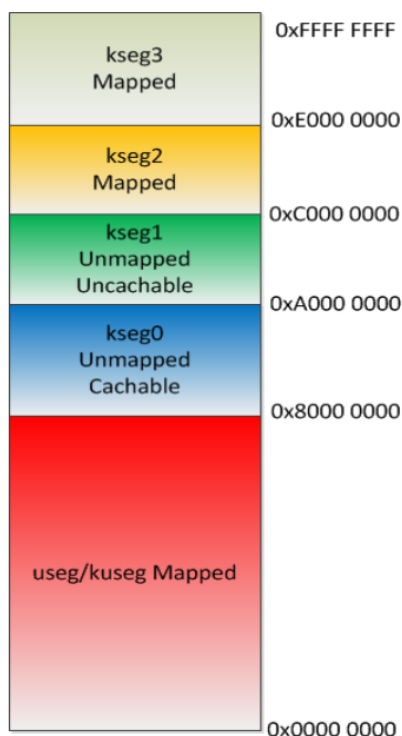 0xFFFF FFFF
kseg3
Mapped
0xE000 0000
kseg2
Mapped
0xC000 0000
kseg1
Unmapped
Uncachable
0xA000 0000
kseg0
Unmapped
Cachable
0x8000 0000
useg/kuseg Mapped
0x0000 0000